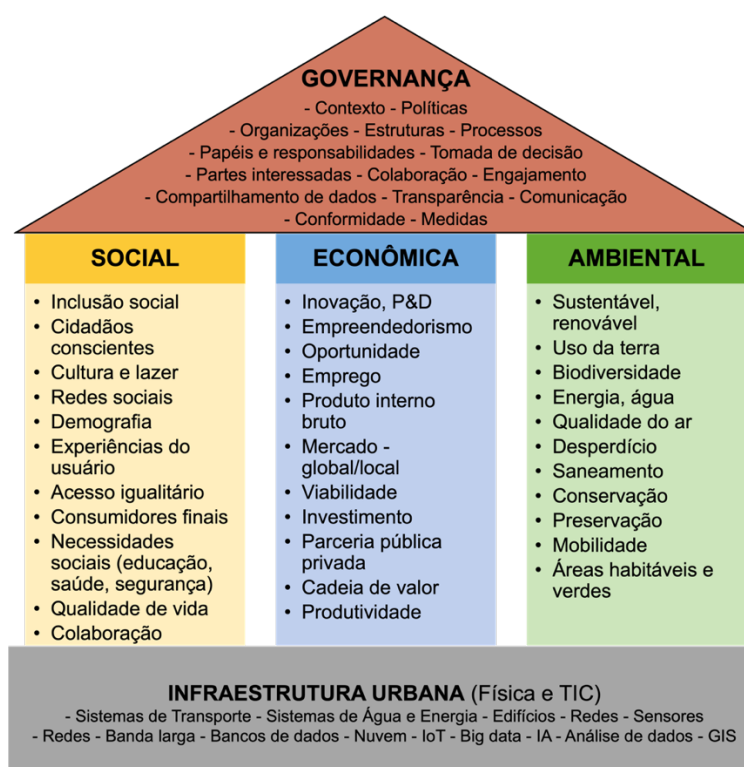 GOVERNANÇA
- Contexto - Políticas
- Organizações - Estruturas - Processos
- Papéis e responsabilidades - Tomada de decisão
- Partes interessadas - Colaboração - Engajamento
- Compartilhamento de dados - Transparência - Comunicação
- Conformidade - Medidas
SOCIAL
• Inclusão social
• Cidadãos
conscientes
• Cultura e lazer
• Redes sociais
• Demografia
• Experiências do
usuário
• Acesso igualitário
• Consumidores finais
• Necessidades
sociais (educação,
saúde, segurança)
• Qualidade de vida
• Colaboração
ECONÔMICA
• Inovação, P&D
• Empreendedorismo
• Oportunidade
• Emprego
• Produto interno
bruto
• Mercado -
global/local
• Viabilidade
• Investimento
• Parceria pública
privada
• Cadeia de valor
• Produtividade
AMBIENTAL
• Sustentável,
renovável
• Uso da terra
• Biodiversidade
• Energia, água
• Qualidade do ar
• Desperdício
• Saneamento
• Conservação
• Preservação
• Mobilidade
• Áreas habitáveis e
verdes
INFRAESTRUTURA URBANA (Física e TIC)
- Sistemas de Transporte - Sistemas de Água e Energia - Edifícios - Redes - Sensores
- Redes - Banda larga - Bancos de dados - Nuvem - IoT - Big data - IA - Análise de dados - GIS